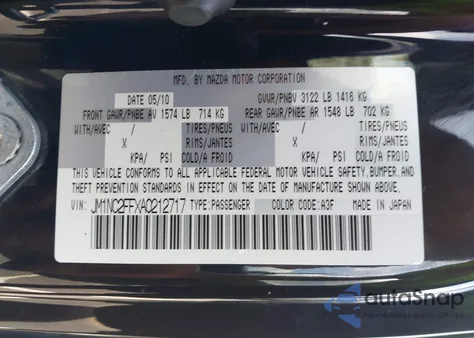 MFD. BY MAZDA MOTOR CORPORATION
DATE 05/10 GVWR/PNBV 3122 LB 1416 KG
FRONT GAWR/PNBE AV 1574 LB 714 KG REAR GAWR/PNBE AR 1548 LB 702 KG
WITH/AVEC / TIRES/PNEUS WITH/AVEC / TIRES/PNEUS
X RIMS/JANTES X RIMS/JANTES
KPA/ PSI COLD/A FROID KPA/ PSI COLD/A FROID
THIS VEHICLE CONFORMS TO ALL APPLICABLE FEDERAL MOTOR VEHICLE SAFETY, BUMPER, AND
THEFT PREVENTION STANDARDS IN EFFECT ON THE DATE OF MANUFACTURE SHOWN ABOVE.
VIN: JM1NC2FFXA0212717 TYPE: PASSENGER COLOR CODE: A3F MADE IN JAPAN
autoSnap